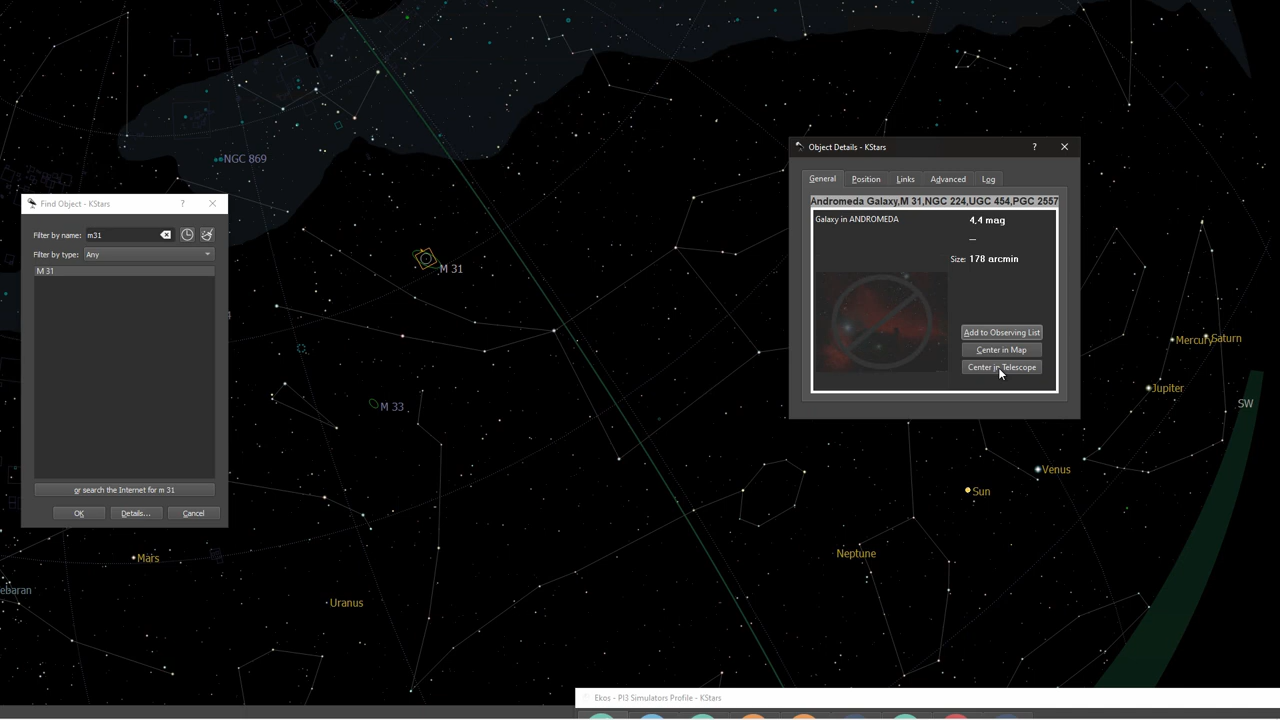 NGC 869
Find Object - KStars
?
Filter by name: m31
Filter by type: Any
M 31
or search the Internet for m 31
OK
Details...
Cancel
M 31
M 33
4
Object Details - KStars
?
General
Position
Links
Advanced
Log
Andromeda Galaxy,M 31,NGC 224,UGC 454,PGC 2557
Galaxy in ANDROMEDA
4,4 mag
—
Size: 178 arcmin
Add to Observing List
Center in Map
Center in Telescope
Mercury
Saturn
Jupiter
SW
Venus
Sun
Neptune
Mars
ebaran
Uranus
Ekos - PI3 Simulators Profile - KStars